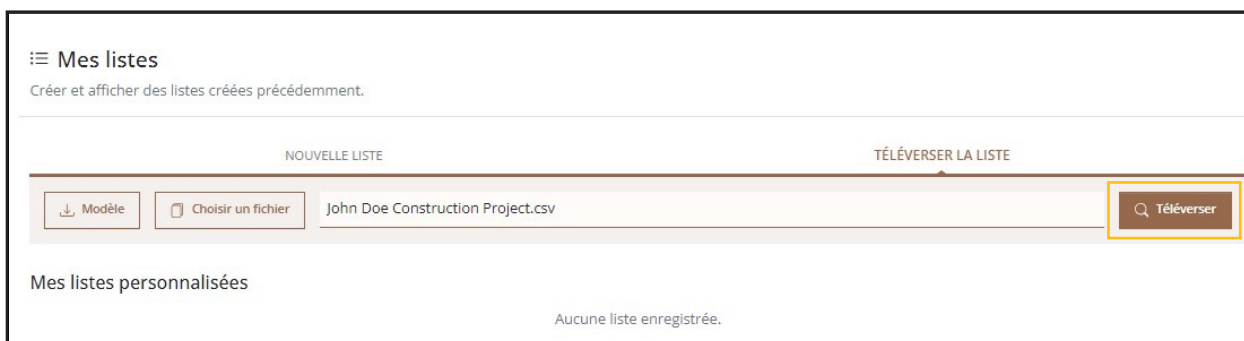 Mes listes
Créer et afficher des listes créées précédemment.
NOUVELLE LISTE
TÉLÉVERSER LA LISTE
Modèle
Choisir un fichier
John Doe Construction Project.csv
Téléverser
Mes listes personnalisées
Aucune liste enregistrée.